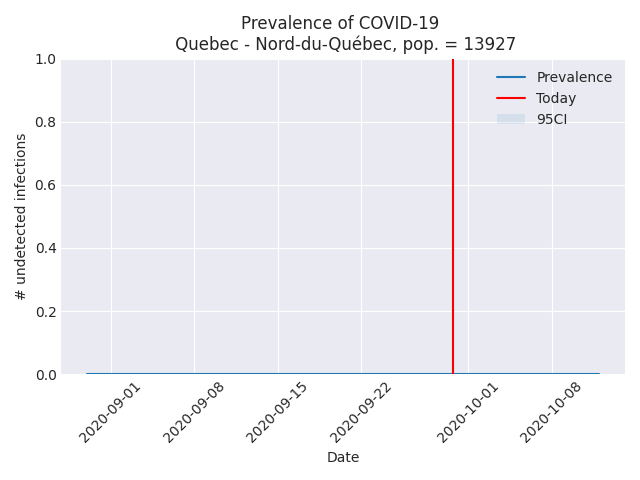 Prevalence of COVID-19
Quebec - Nord-du-Québec, pop. = 13927
Prevalence
Today
95CI
1.0
0.8
0.6
0.4
0.2
0.0
# undetected infections
2020-09-01
2020-09-08
2020-09-15
2020-09-22
2020-10-01
2020-10-08
Date